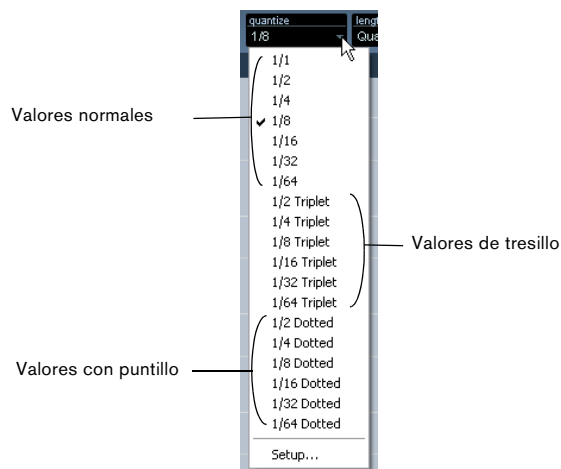 quantize
leng
1/8
Qua
1/1
1/2
1/4
1/8
1/16
1/32
1/64
1/2 Triplet
1/4 Triplet
1/8 Triplet
1/16 Triplet
1/32 Triplet
1/64 Triplet
1/2 Dotted
1/4 Dotted
1/8 Dotted
1/16 Dotted
1/32 Dotted
1/64 Dotted
Setup...
Valores normales
Valores de tresillo
Valores con puntillo